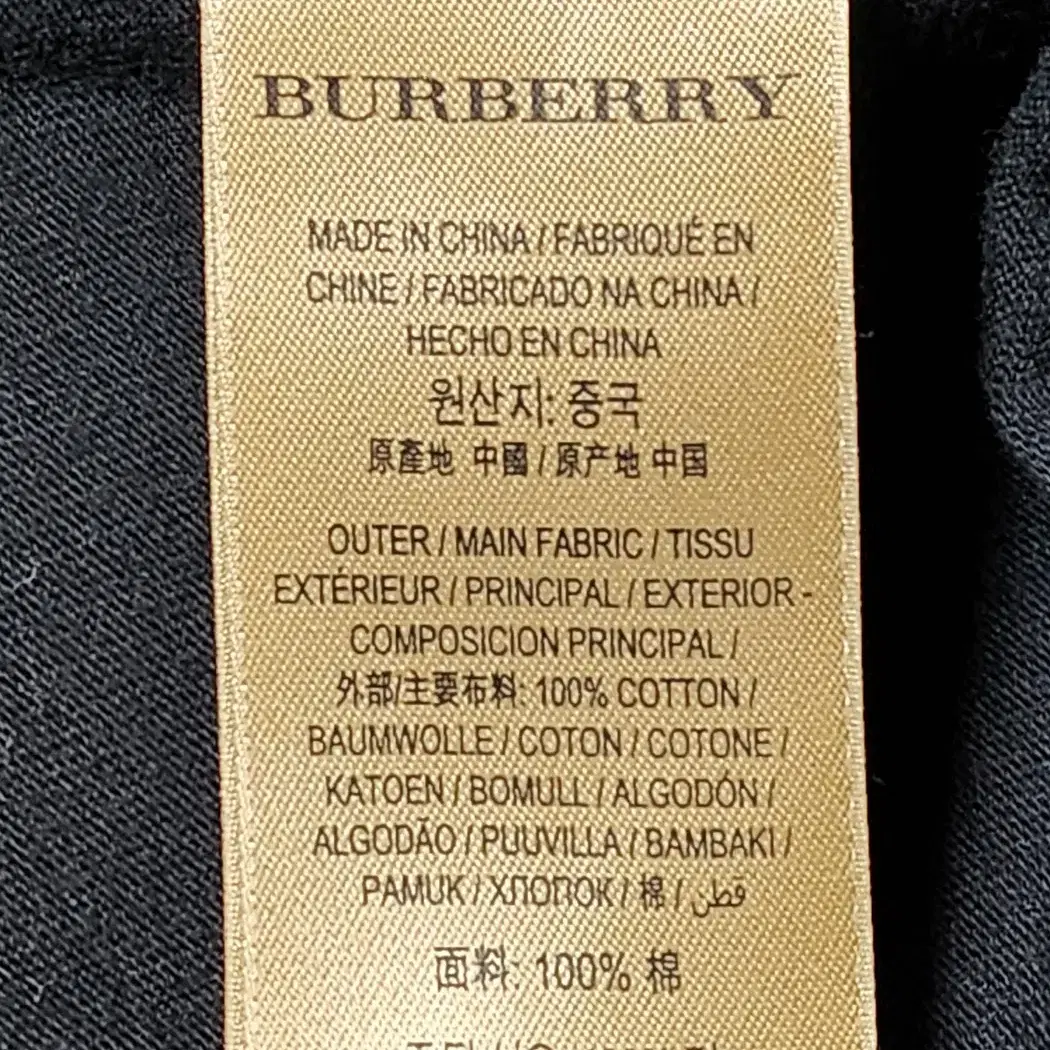 BURBERRY
MADE IN CHINA / FABRIQUÉ EN
CHINE / FABRICADO NA CHINA /
HECHO EN CHINA
원산지: 중국
原產地 中國 / 原产地 中国
OUTER / MAIN FABRIC / TISSU
EXTÉRIEUR / PRINCIPAL / EXTERIOR -
COMPOSICION PRINCIPAL /
外部/主要布料: 100% COTTON /
BAUMWOLLE / COTON / COTONE /
KATOEN / BOMULL / ALGODÓN /
ALGODÃO / PUUVILLA / BAMBAKI /
PAMUK / ХЛОПОК / 棉 / قطن
面料: 100% 棉